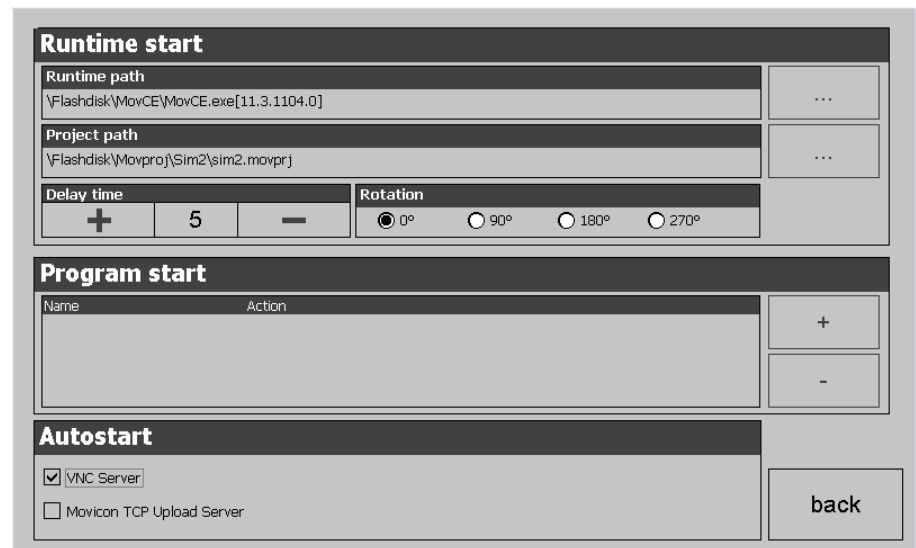 Runtime start
Runtime path
\Flashdisk\MovCE\MovCE.exe[11.3.1104.0]
...
Project path
\Flashdisk\Movproj\Sim2\sim2.movprj
...
Delay time
Rotation
+ 5 −
0° 90° 180° 270°
Program start
Name Action
+
-
Autostart
VNC Server
Movicon TCP Upload Server
back